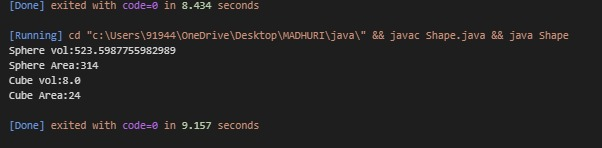 [Done] exited with code=0 in 8.434 seconds
[Running] cd "c:\Users\91944\OneDrive\Desktop\MADHURI\java\" && javac Shape.java && java Shape
Sphere vol:523.5987755982989
Sphere Area:314
Cube vol:8.0
Cube Area:24
[Done] exited with code=0 in 9.157 seconds